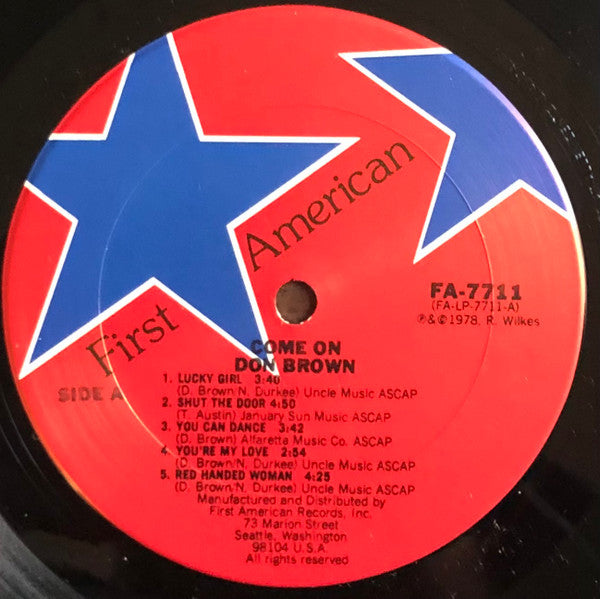 First American
FA-7711
(FA-LP-7711-A)
℗&©1978, R. Wilkes
COME ON
DON BROWN
SIDE A
1. LUCKY GIRL 3:40
(D. Brown/N. Durkee) Uncle Music ASCAP
2. SHUT THE DOOR 4:50
(T. Austin) January Sun Music ASCAP
3. YOU CAN DANCE 3:42
(D. Brown) Alfarette Music Co. ASCAP
4. YOU'RE MY LOVE 2:54
(D. Brown/N. Durkee) Uncle Music ASCAP
5. RED HANDED WOMAN 4:25
(D. Brown/N. Durkee) Uncle Music ASCAP
Manufactured and Distributed by
First American Records, Inc.
73 Marion Street
Seattle, Washington
98104 U.S.A.
All rights reserved